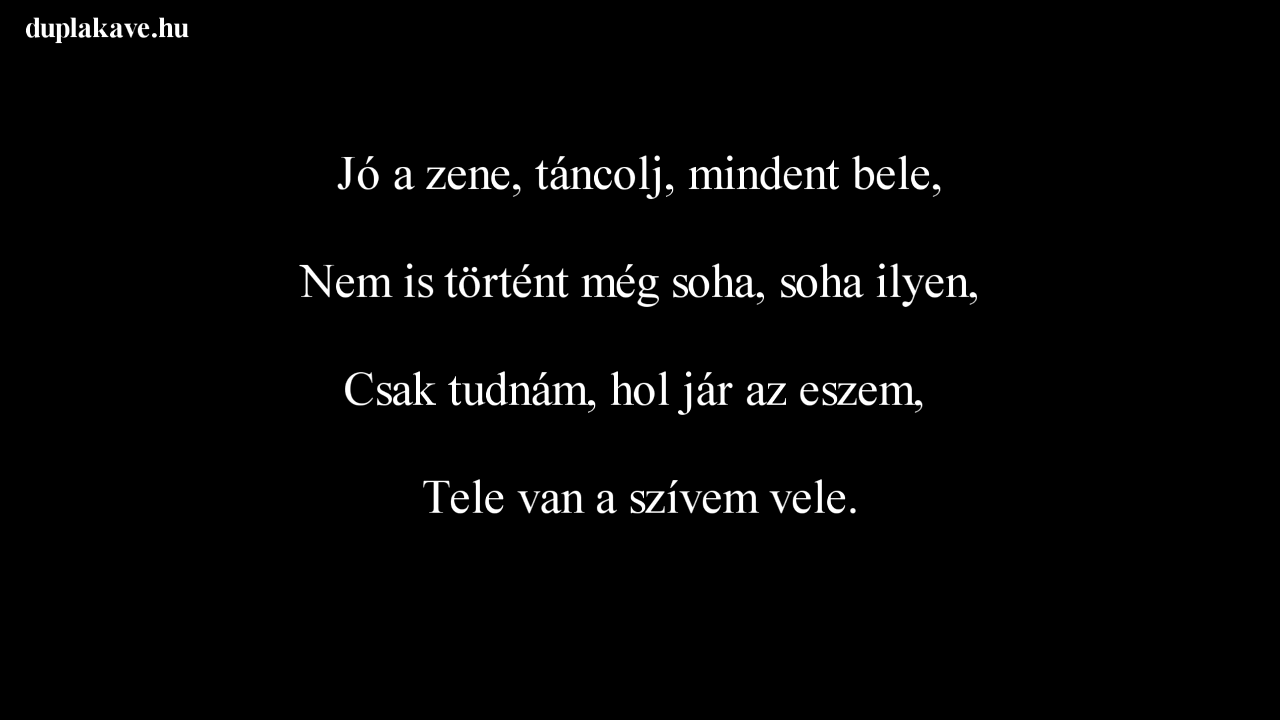 duplakave.hu
Jó a zene, táncolj, mindent bele,
Nem is történt még soha, soha ilyen,
Csak tudnám, hol jár az eszem,
Tele van a szívem vele.